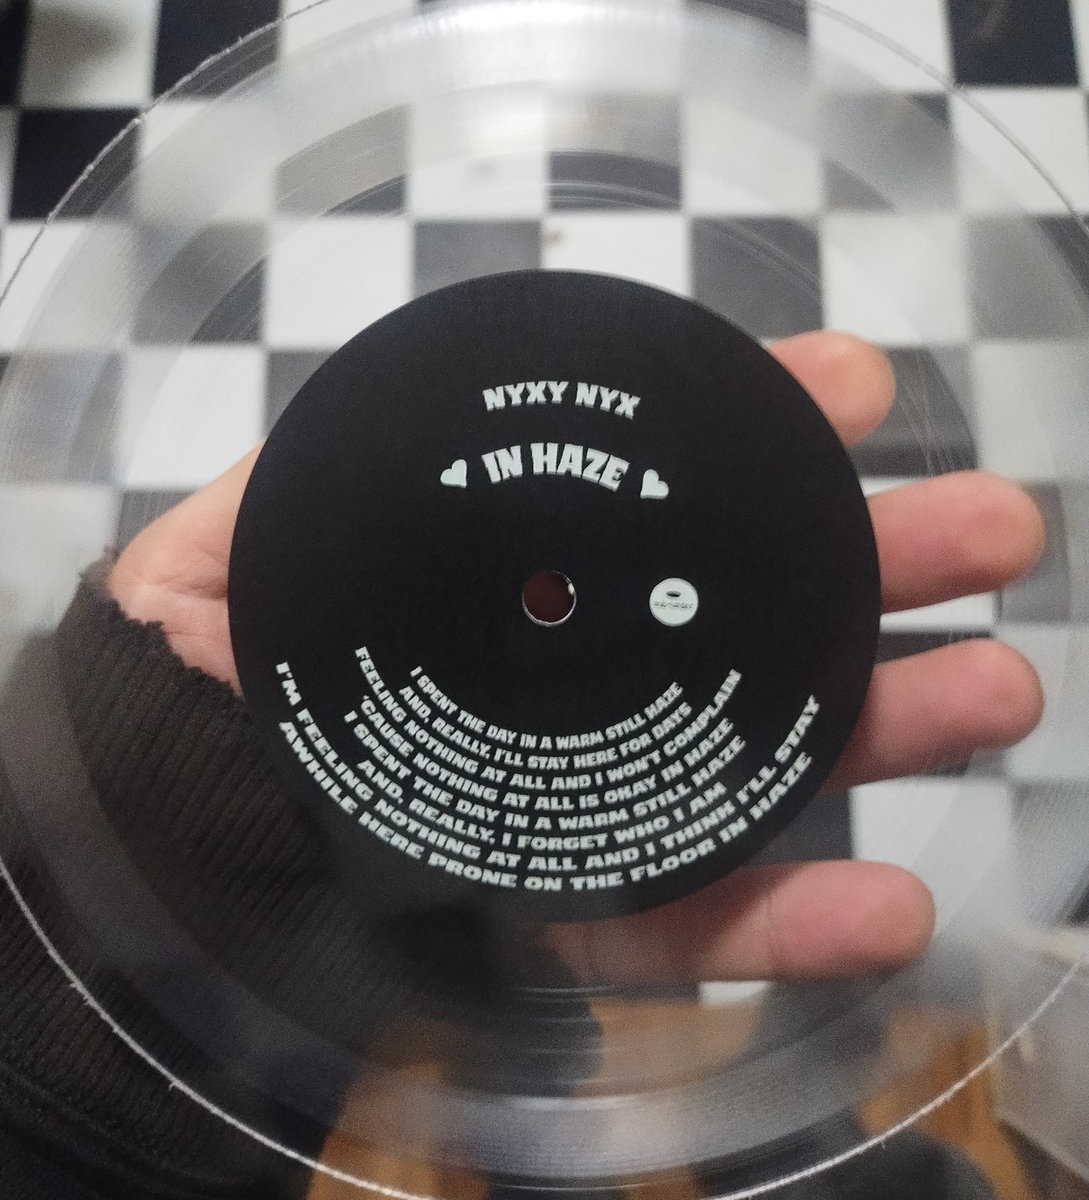 NYXY NYX
IN HAZE
I SPENT THE DAY IN A WARM STILL HAZE
AND, REALLY, I'LL STAY HERE FOR DAYS
FEELING NOTHING AT ALL AND I WON'T COMPLAIN
'CAUSE NOTHING AT ALL IS OKAY IN HAZE
I SPENT THE DAY IN A WARM STILL HAZE
AND, REALLY, I FORGET WHO I AM
I'M FEELING NOTHING AT ALL AND I THINK I'LL STAY
AWHILE HERE PRONE ON THE FLOOR IN HAZE